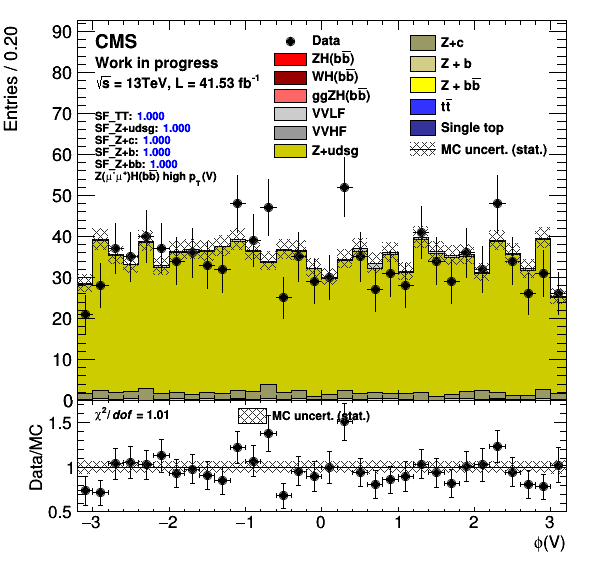 CMS
Work in progress
√s = 13TeV, L = 41.53 fb⁻¹
SF_TT: 1.000
SF_Z+udsg: 1.000
SF_Z+c: 1.000
SF_Z+b: 1.000
SF_Z+bb: 1.000
Z(μ⁻μ⁺)H(bb̅) high p_T(V)
Data
ZH(bb̅)
WH(bb̅)
ggZH(bb̅)
VVLF
VVHF
Z+udsg
Z+c
Z + b
Z + bb̅
tt̅
Single top
MC uncert. (stat.)
Entries / 0.20
90
80
70
60
50
40
30
20
10
0
χ²/ dof = 1.01
MC uncert. (stat.)
Data/MC
1.5
1
0.5
−3 −2 −1 0 1 2 3
ϕ(V)